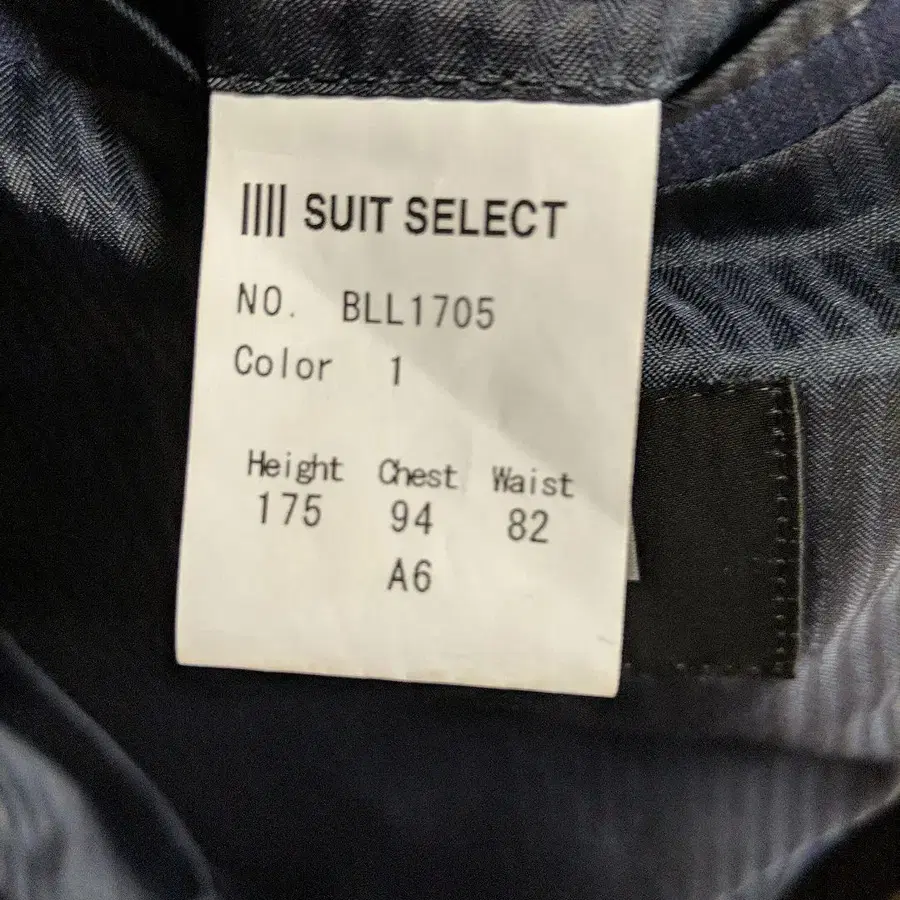 SUIT SELECT
NO. BLL1705
Color 1
Height Chest Waist
175 94 82
A6